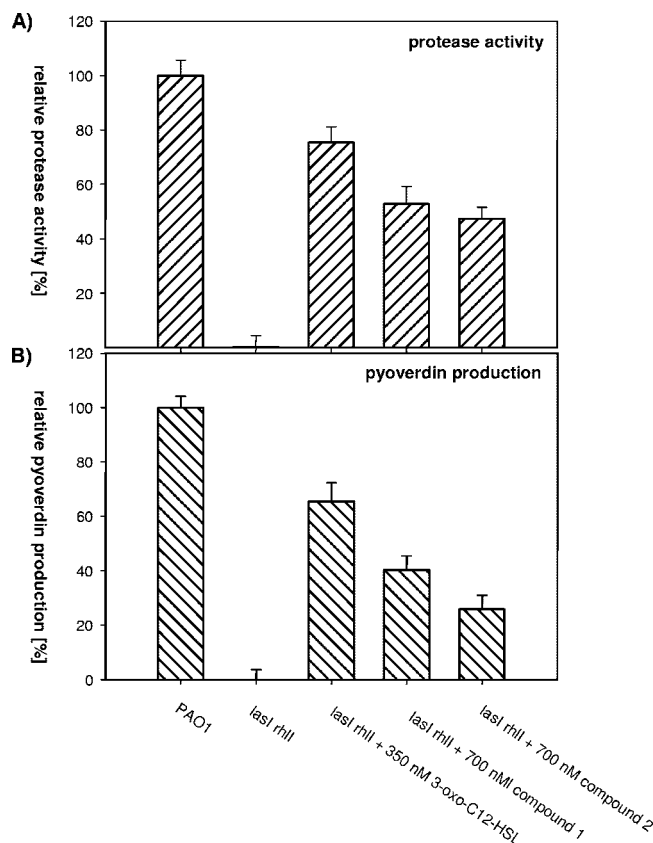 A)
protease activity
relative protease activity [%]
120
100
80
60
40
20
B)
pyoverdin production
relative pyoverdin production [%]
120
100
80
60
40
20
0
PAO1
lasI rhlI
lasI rhlI + 350 nM 3-oxo-C12-HSL
lasI rhlI + 700 nMl compound 1
lasI rhlI + 700 nM compound 2